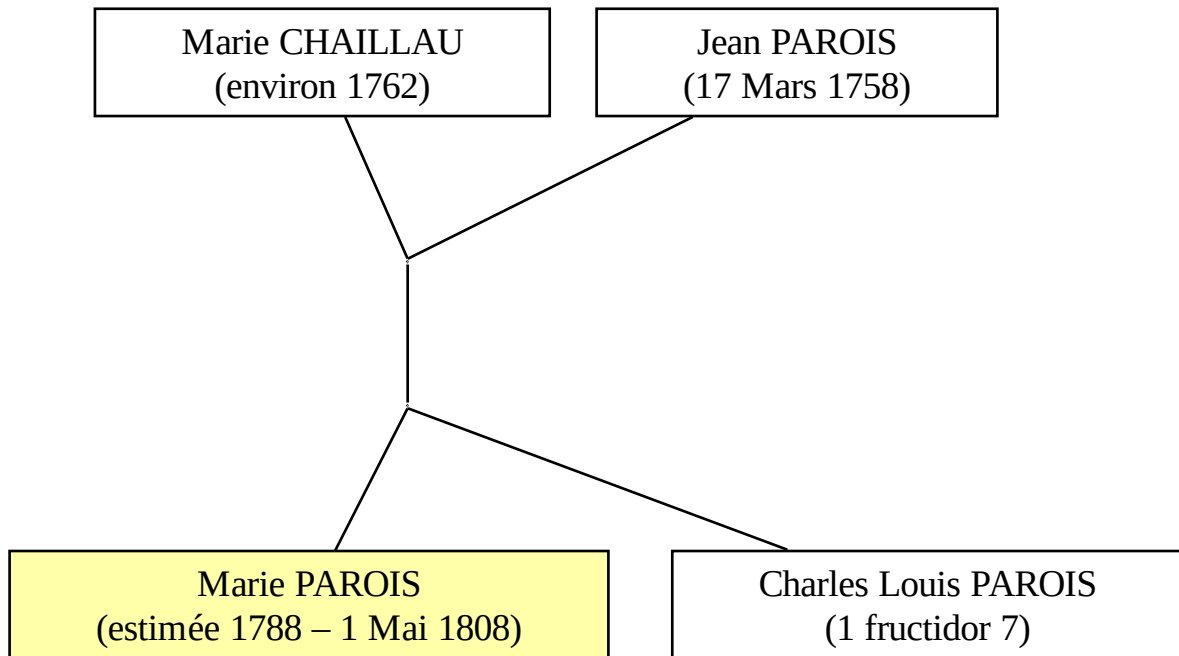 Marie CHAILLAU
(environ 1762)
Jean PAROIS
(17 Mars 1758)
Marie PAROIS
(estimée 1788 – 1 Mai 1808)
Charles Louis PAROIS
(1 fructidor 7)